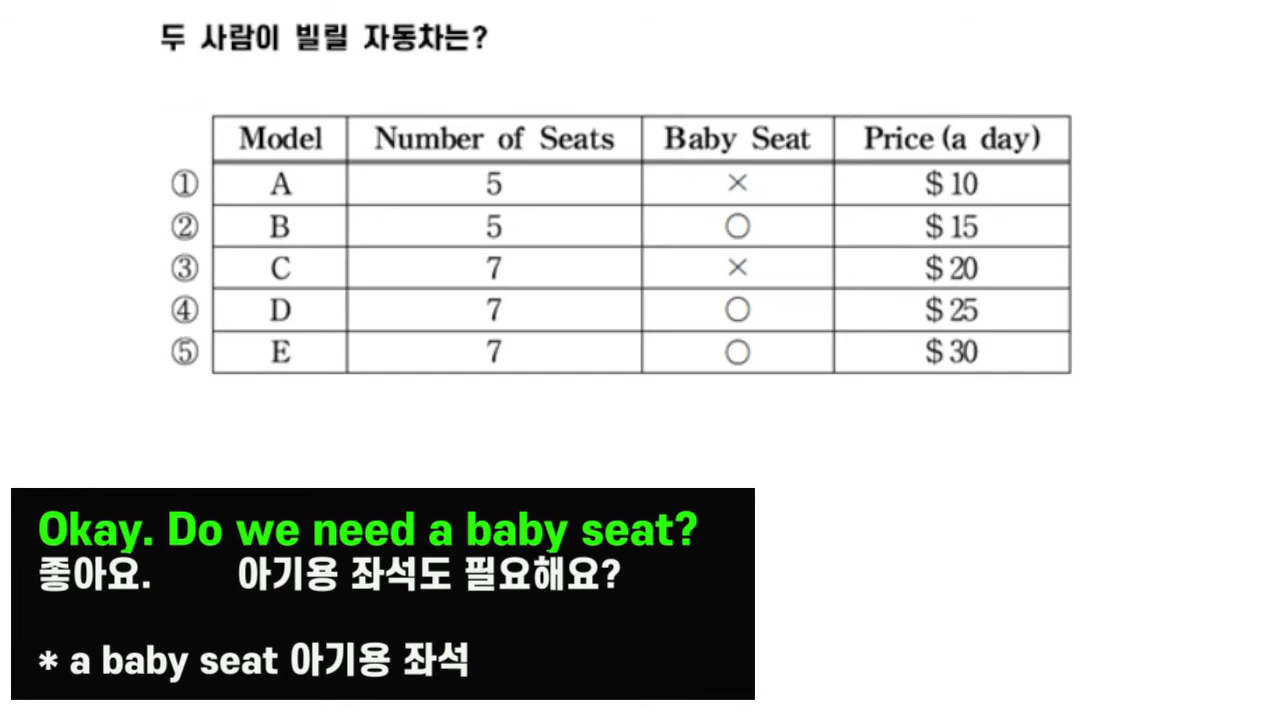 두 사람이 빌릴 자동차는?
Model Number of Seats Baby Seat Price (a day)
① A 5 × $10
② B 5 ○ $15
③ C 7 × $20
④ D 7 ○ $25
⑤ E 7 ○ $30
Okay. Do we need a baby seat?
좋아요. 아기용 좌석도 필요해요?
* a baby seat 아기용 좌석